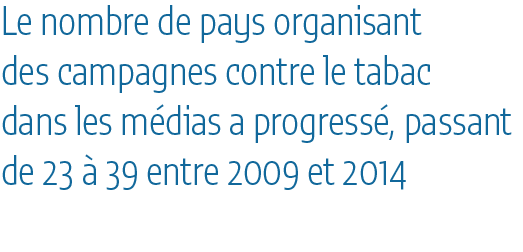 Le nombre de pays organisant
des campagnes contre le tabac
dans les médias a progressé, passant
de 23 à 39 entre 2009 et 2014